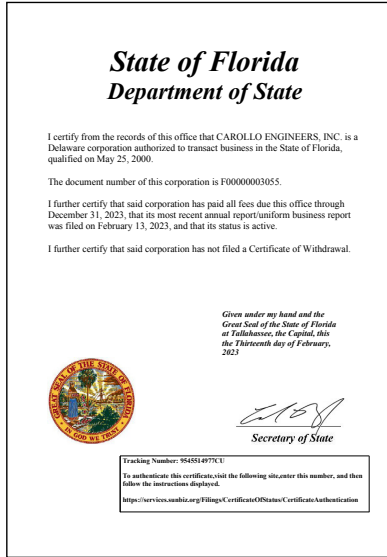 State of Florida
Department of State
I certify from the records of this office that CAROLLO ENGINEERS, INC. is a
Delaware corporation authorized to transact business in the State of Florida,
qualified on May 25, 2000.
The document number of this corporation is F00000003055.
I further certify that said corporation has paid all fees due this office through
December 31, 2023, that its most recent annual report/uniform business report
was filed on February 13, 2023, and that its status is active.
I further certify that said corporation has not filed a Certificate of Withdrawal.
Given under my hand and the
Great Seal of the State of Florida
at Tallahassee, the Capital, this
the Thirteenth day of February,
2023
GREAT SEAL OF THE STATE OF FLORIDA
IN GOD WE TRUST
Secretary of State
Tracking Number: 9545514977CU
To authenticate this certificate,visit the following site,enter this number, and then
follow the instructions displayed.
https://services.sunbiz.org/Filings/CertificateOfStatus/CertificateAuthentication